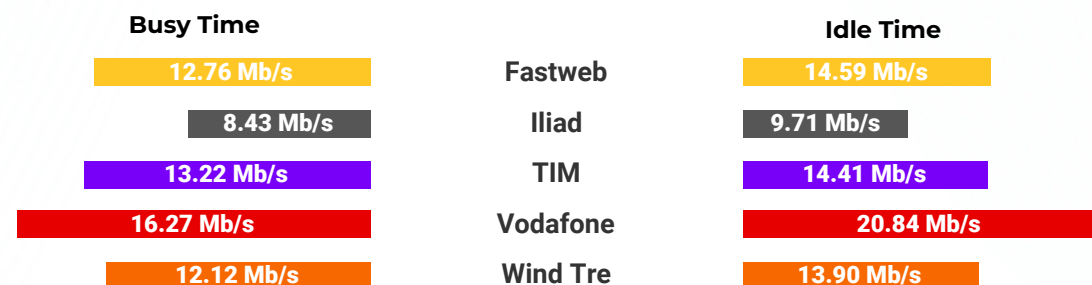 Busy Time Idle Time
12.76 Mb/s Fastweb 14.59 Mb/s
8.43 Mb/s Iliad 9.71 Mb/s
13.22 Mb/s TIM 14.41 Mb/s
16.27 Mb/s Vodafone 20.84 Mb/s
12.12 Mb/s Wind Tre 13.90 Mb/s